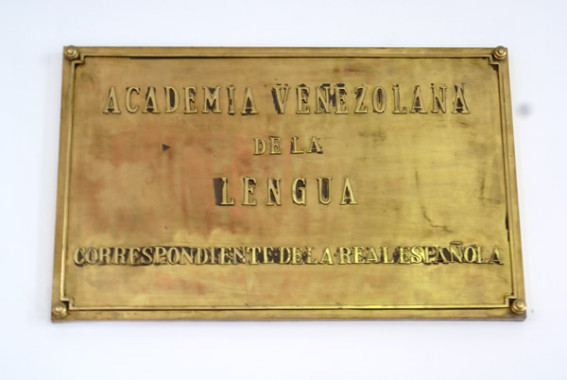 ACADEMIA VENEZOLANA
DE LA
LENGUA
CORRESPONDIENTE DE LA REAL ESPAÑOLA